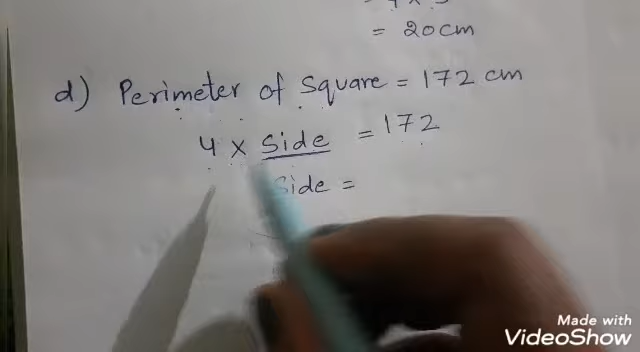 = 20cm
d) Perimeter of Square = 172 cm
4 × Side = 172
Side =
Made with
VideoShow